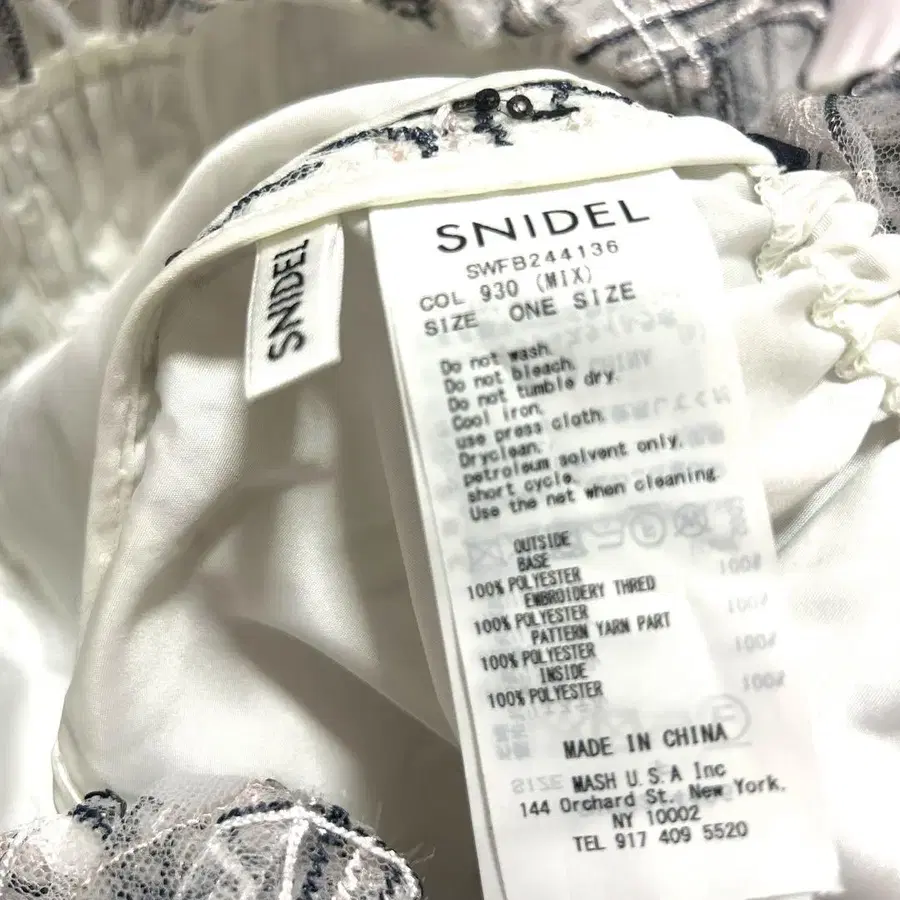 SNIDEL
SNIDEL
SWFB244136
COL 930 (MIX)
SIZE ONE SIZE
Do not wash.
Do not bleach.
Do not tumble dry.
Cool iron.
use press cloth.
Dryclean.
petroleum solvent only.
short cycle.
Use the net when cleaning.
OUTSIDE
BASE
100% POLYESTER
EMBROIDERY THRED
100% POLYESTER
PATTERN YARN PART
100% POLYESTER
INSIDE
100% POLYESTER
MADE IN CHINA
MASH U.S.A Inc
144 Orchard St. New York,
NY 10002
TEL 917 409 5520